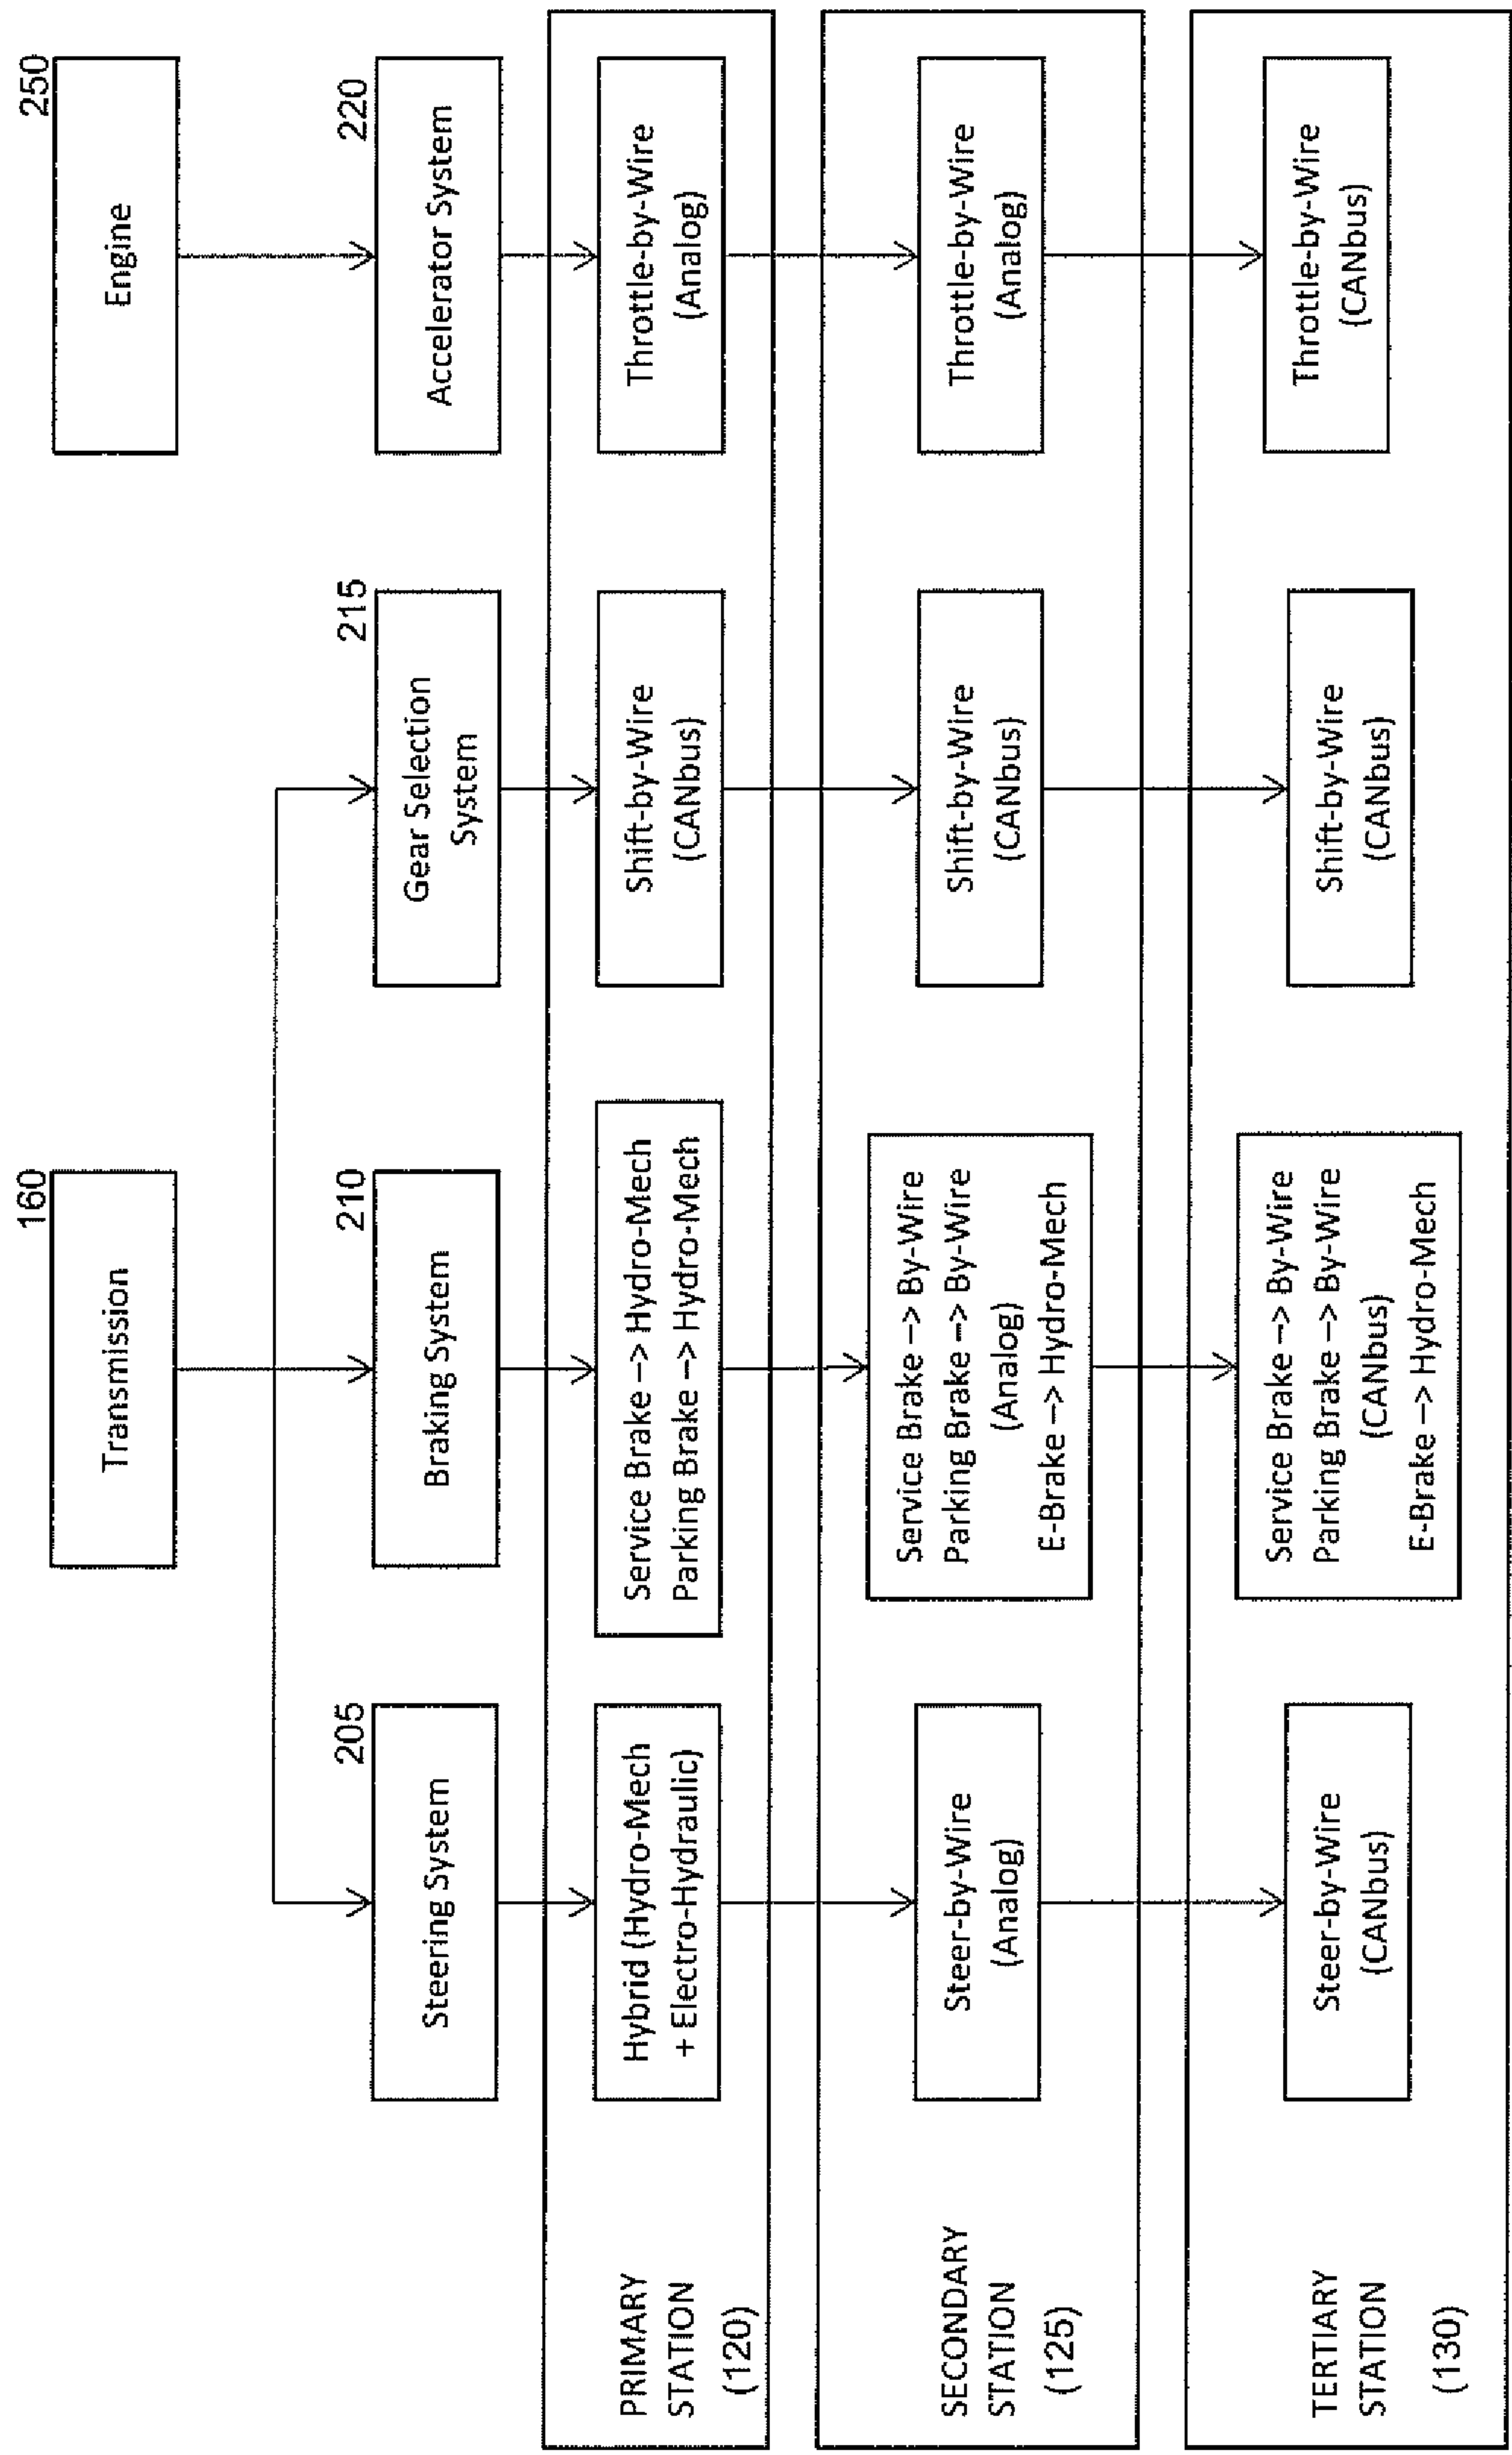 160
Transmission
250
Engine
205
Steering System
210
Braking System
215
Gear Selection
System
220
Accelerator System
PRIMARY
STATION
(120)
Hybrid (Hydro-Mech
+ Electro-Hydraulic)
Service Brake —> Hydro-Mech
Parking Brake —> Hydro-Mech
Shift-by-Wire
(CANbus)
Throttle-by-Wire
(Analog)
SECONDARY
STATION
(125)
Steer-by-Wire
(Analog)
Service Brake —> By-Wire
Parking Brake —> By-Wire
(Analog)
E-Brake —> Hydro-Mech
Shift-by-Wire
(CANbus)
Throttle-by-Wire
(Analog)
TERTIARY
STATION
(130)
Steer-by-Wire
(CANbus)
Service Brake —> By-Wire
Parking Brake —> By-Wire
(CANbus)
E-Brake —> Hydro-Mech
Shift-by-Wire
(CANbus)
Throttle-by-Wire
(CANbus)